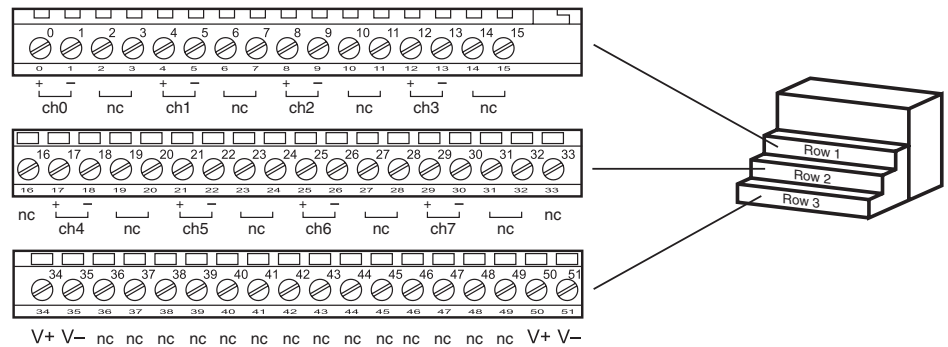 0 1 2 3 4 5 6 7 8 9 10 11 12 13 14 15
0 1 2 3 4 5 6 7 8 9 10 11 12 13 14 15
+ − + − + − + −
ch0 nc ch1 nc ch2 nc ch3 nc
16 17 18 19 20 21 22 23 24 25 26 27 28 29 30 31 32 33
16 17 18 19 20 21 22 23 24 25 26 27 28 29 30 31 32 33
+ − + − + − + −
nc ch4 nc ch5 nc ch6 nc ch7 nc nc
34 35 36 37 38 39 40 41 42 43 44 45 46 47 48 49 50 51
34 35 36 37 38 39 40 41 42 43 44 45 46 47 48 49 50 51
V+ V− nc nc nc nc nc nc nc nc nc nc nc nc nc nc V+ V−
Row 1
Row 2
Row 3